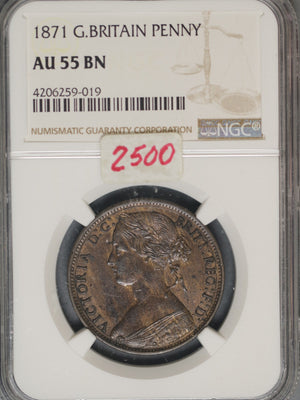 1871 G.BRITAIN PENNY
AU 55 BN
4206259-019
NUMISMATIC GUARANTY CORPORATION
NGC
2500
VICTORIA D:G: BRITT:REG:F:D: